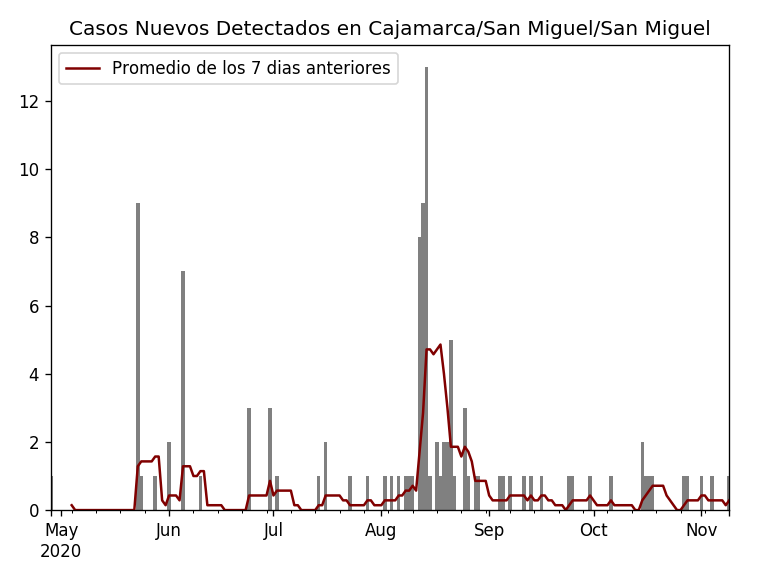 Casos Nuevos Detectados en Cajamarca/San Miguel/San Miguel
Promedio de los 7 dias anteriores
12
10
8
6
4
2
0
May Jun Jul Aug Sep Oct Nov
2020